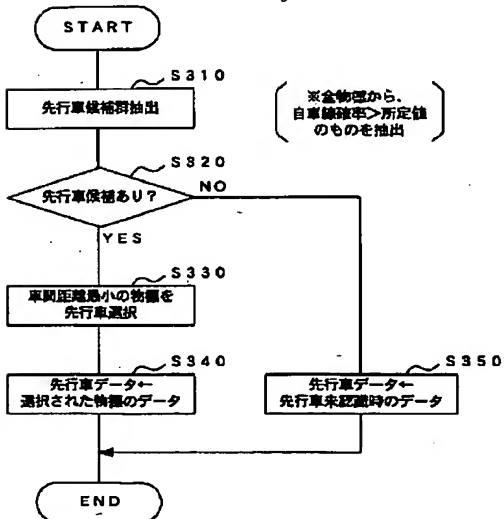 START
S310
先行車候補群抽出
※全物標から、
自車線確率＞所定値
のものを抽出
S320
先行車候補あり？
NO
YES
S330
車間距離最小の物標を
先行車選択
S340
先行車データ←
選択された物標のデータ
S350
先行車データ←
先行車未認識時のデータ
END